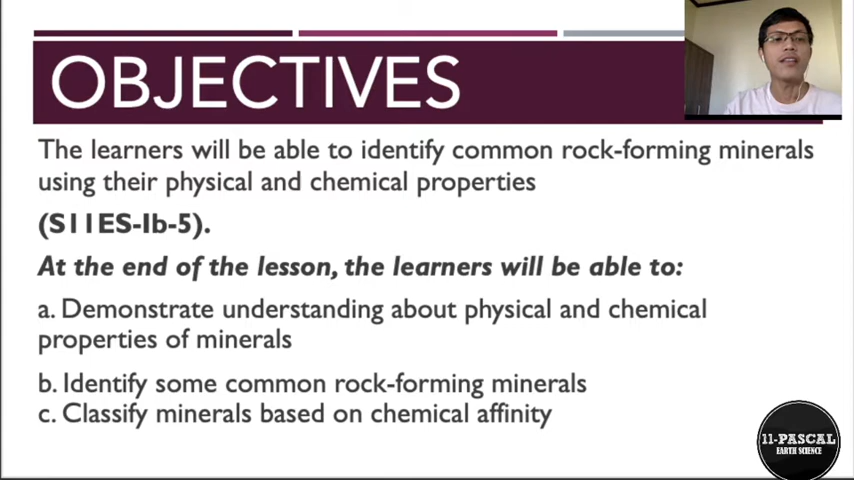 OBJECTIVES
The learners will be able to identify common rock-forming minerals
using their physical and chemical properties
(S11ES-Ib-5).
At the end of the lesson, the learners will be able to:
a. Demonstrate understanding about physical and chemical
properties of minerals
b. Identify some common rock-forming minerals
c. Classify minerals based on chemical affinity
11-PASCAL
EARTH SCIENCE